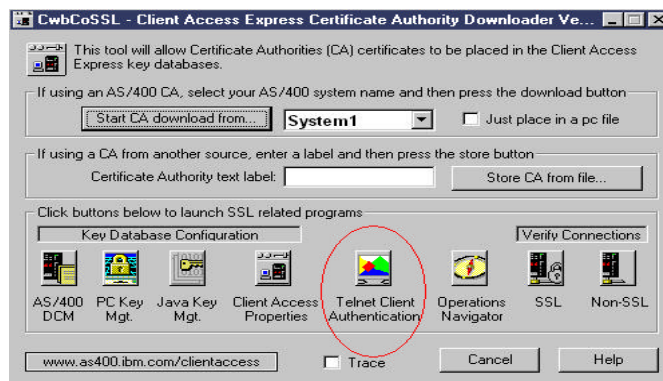 CwbCoSSL - Client Access Express Certificate Authority Downloader Ve...
This tool will allow Certificate Authorities (CA) certificates to be placed in the Client Access
Express key databases.
If using an AS/400 CA, select your AS/400 system name and then press the download button
Start CA download from... System1 Just place in a pc file
If using a CA from another source, enter a label and then press the store button
Certificate Authority text label: Store CA from file...
Click buttons below to launch SSL related programs
Key Database Configuration Verify Connections
AS/400 PC Key Java Key Client Access Telnet Client Operations SSL Non-SSL
DCM Mgt. Mgt. Properties Authentication Navigator
www.as400.ibm.com/clientaccess Trace Cancel Help